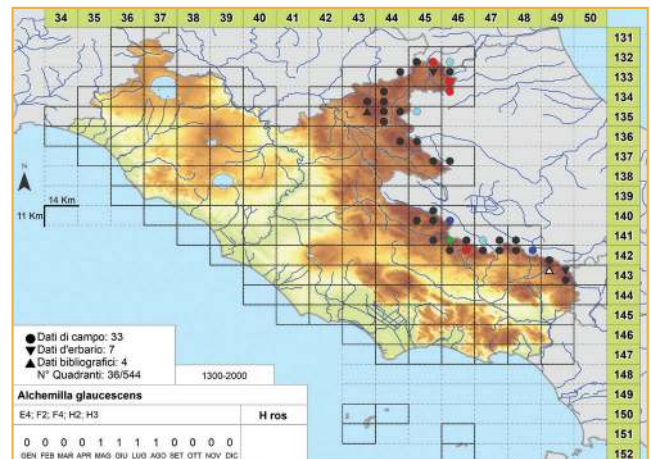 34 35 36 37 38 39 40 41 42 43 44 45 46 47 48 49 50
131
132
133
134
135
136
137
138
139
140
141
142
143
144
145
146
147
148
149
150
151
152
N
14 Km
11 Km
Dati di campo: 33
Dati d'erbario: 7
Dati bibliografici: 4
N° Quadranti: 36/544
1300-2000
Alchemilla glaucescens
E4; F2; F4; H2; H3
H ros
0 0 0 0 1 1 1 1 0 0 0 0
GEN FEB MAR APR MAG GIU LUG AGO SET OTT NOV DIC